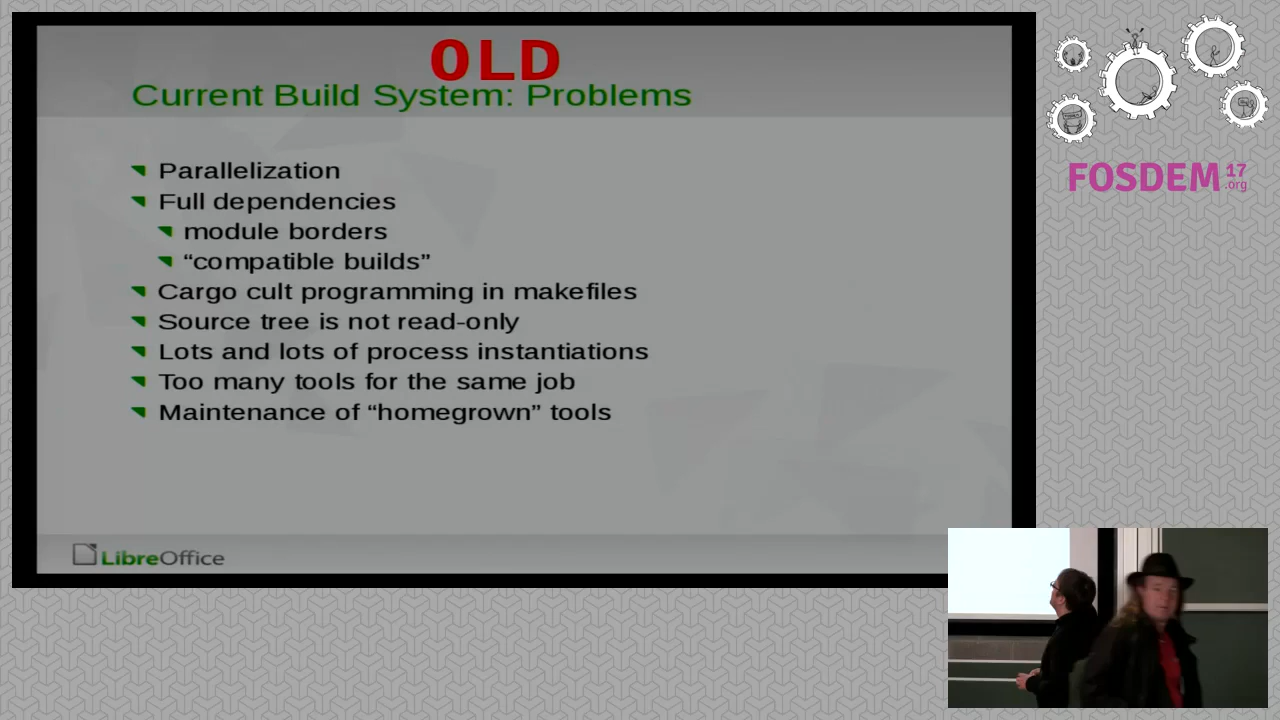 OLD
Current Build System: Problems
Parallelization
Full dependencies
module borders
“compatible builds”
Cargo cult programming in makefiles
Source tree is not read-only
Lots and lots of process instantiations
Too many tools for the same job
Maintenance of “homegrown” tools
LibreOffice
FOSDEM 17
.org